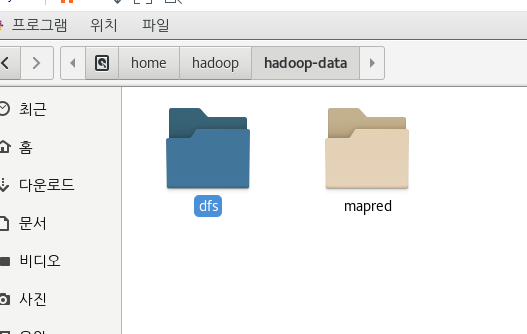 프로그램 위치 파일
home hadoop hadoop-data
최근
홈
다운로드
문서
비디오
사진
dfs mapred